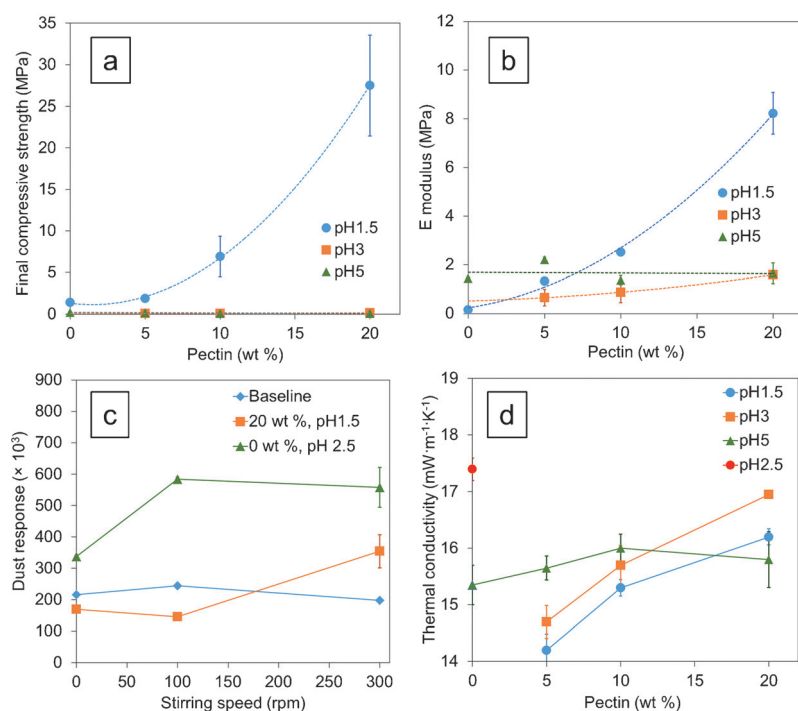 a
Final compressive strength (MPa)
35
30
25
20
15
10
5
0
0 5 10 15 20
Pectin (wt %)
pH1.5
pH3
pH5
b
E modulus (MPa)
12
10
8
6
4
2
0
0 5 10 15 20
Pectin (wt %)
pH1.5
pH3
pH5
c
Dust response (× 10³)
900
800
700
600
500
400
300
200
100
0
0 50 100 150 200 250 300
Stirring speed (rpm)
Baseline
20 wt %, pH1.5
0 wt %, pH 2.5
d
Thermal conductivity (mW·m⁻¹·K⁻¹)
19
18
17
16
15
14
0 5 10 15 20
Pectin (wt %)
pH1.5
pH3
pH5
pH2.5